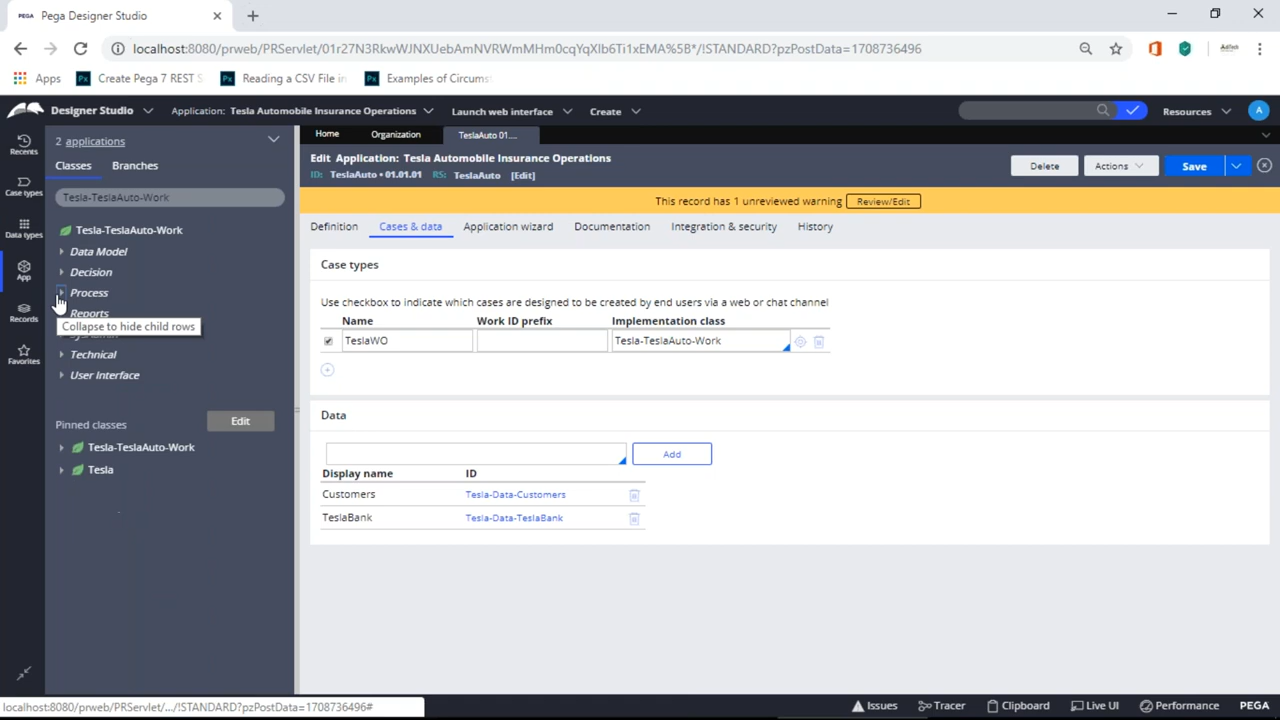 PEGA Pega Designer Studio
localhost:8080/prweb/PRServlet/01r27N3RkwWJNXUebAmNVRWmMHm0cqYqXlb6Ti1xEMA%5B*/!STANDARD?pzPostData=1708736496
Apps Px Create Pega 7 REST S Px Reading a CSV File in Px Examples of Circums
Designer Studio Application: Tesla Automobile Insurance Operations Launch web interface Create Resources A
Recents
Case types
Data types
App
Records
Favorites
2 applications
Classes Branches
Tesla-TeslaAuto-Work
Tesla-TeslaAuto-Work
Data Model
Decision
Process
Reports
Collapse to hide child rows
Technical
User Interface
Pinned classes Edit
Tesla-TeslaAuto-Work
Tesla
Home Organization TeslaAuto 01....
Edit Application: Tesla Automobile Insurance Operations
ID: TeslaAuto • 01.01.01 RS: TeslaAuto [Edit]
Delete Actions Save
This record has 1 unreviewed warning Review/Edit
Definition Cases & data Application wizard Documentation Integration & security History
Case types
Use checkbox to indicate which cases are designed to be created by end users via a web or chat channel
Name Work ID prefix Implementation class
TeslaWO Tesla-TeslaAuto-Work
Data
Add
Display name ID
Customers Tesla-Data-Customers
TeslaBank Tesla-Data-TeslaBank
localhost:8080/prweb/PRServlet/.../!STANDARD?pzPostData=1708736496#
Issues Tracer Clipboard Live UI Performance PEGA